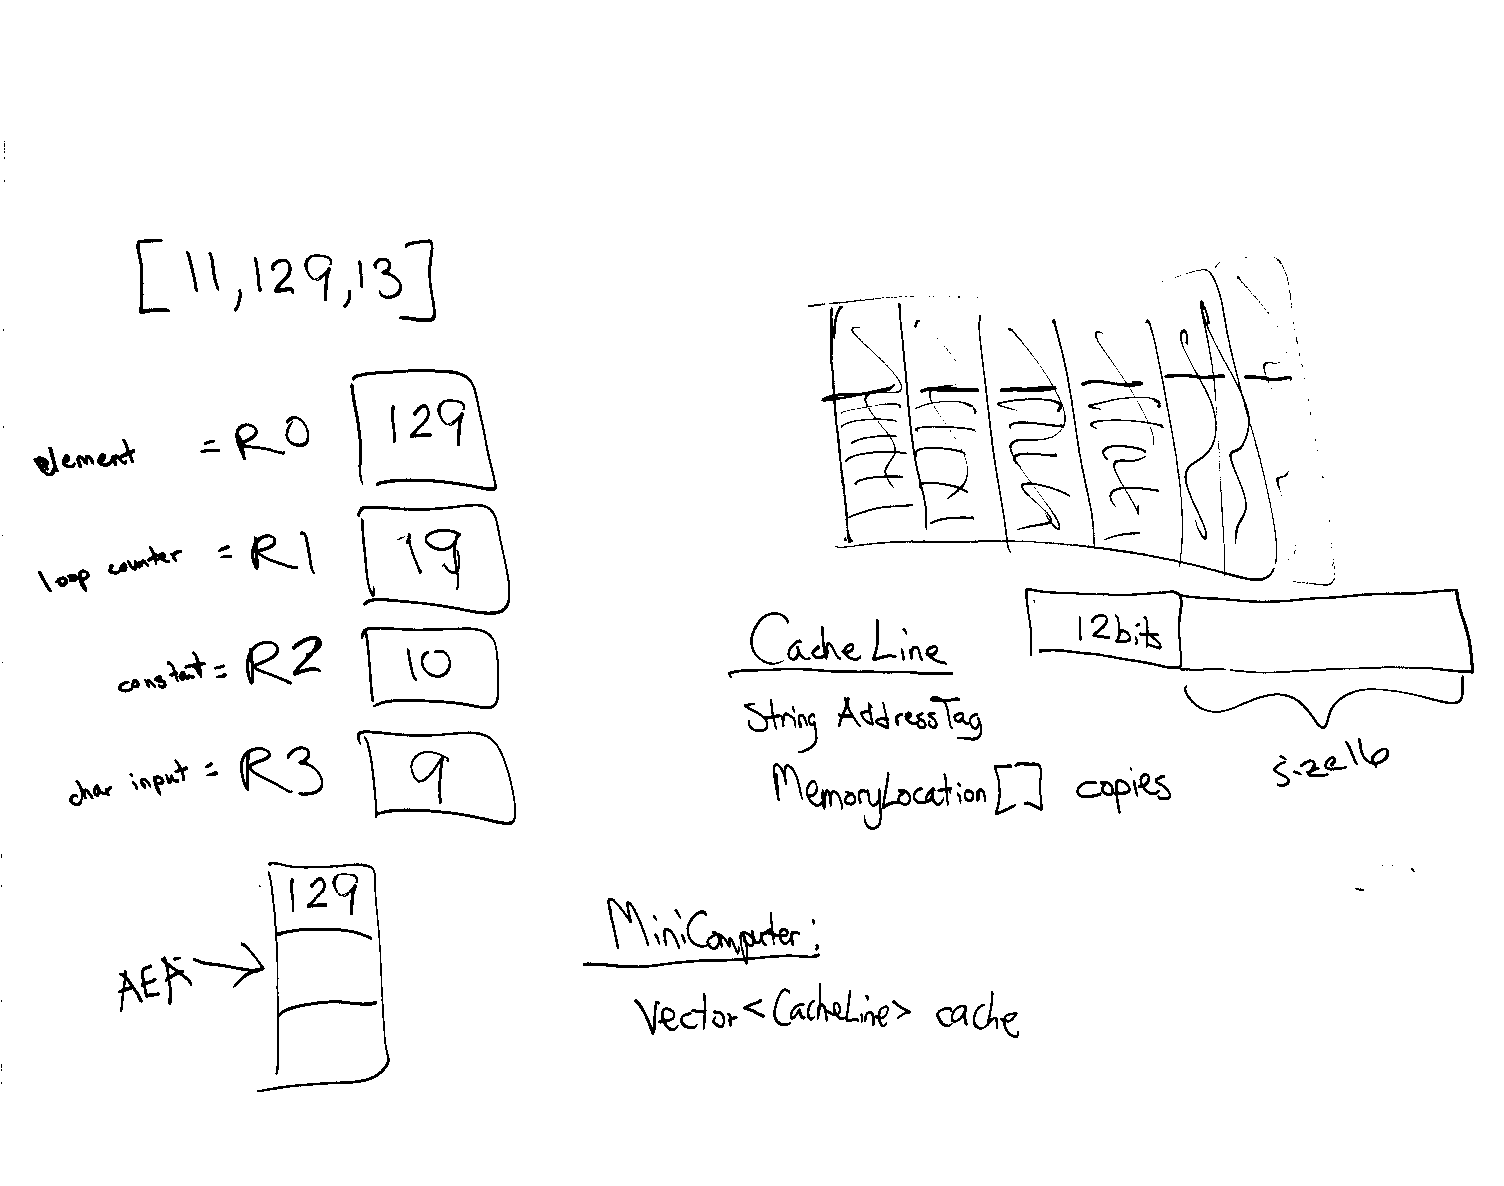 [11,129,13]
element = R0 129
loop counter = R1 19
constant = R2 10
char input = R3 9
129
AEA
12bits
size16
CacheLine
String AddressTag
MemoryLocation[] copies
MiniComputer:
Vector<CacheLine> cache